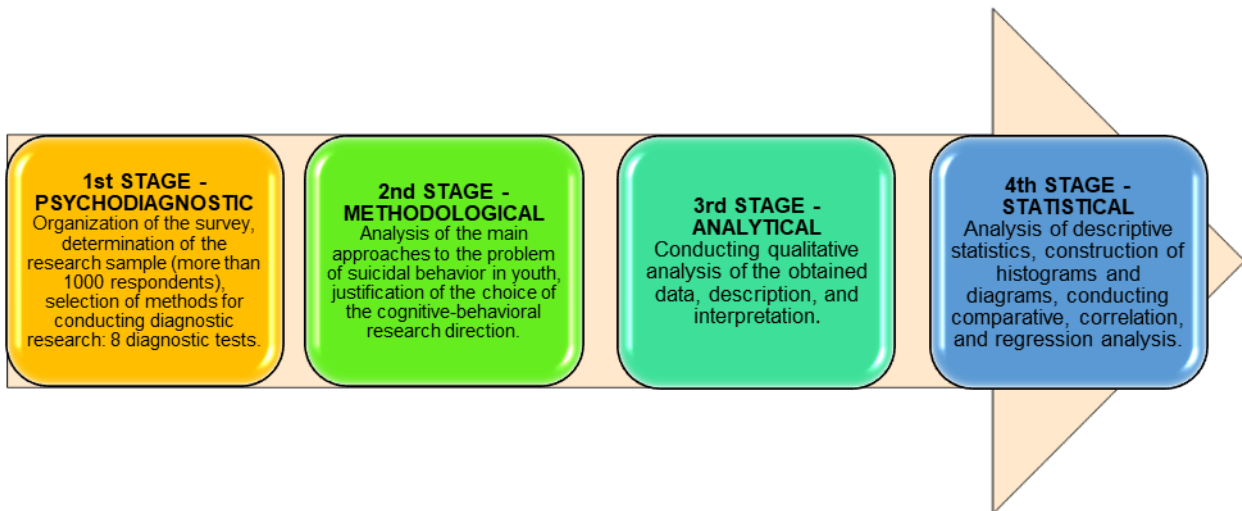 1st STAGE -
PSYCHODIAGNOSTIC
Organization of the survey,
determination of the
research sample (more than
1000 respondents),
selection of methods for
conducting diagnostic
research: 8 diagnostic tests.
2nd STAGE -
METHODOLOGICAL
Analysis of the main
approaches to the problem
of suicidal behavior in youth,
justification of the choice of
the cognitive-behavioral
research direction.
3rd STAGE -
ANALYTICAL
Conducting qualitative
analysis of the obtained
data, description, and
interpretation.
4th STAGE -
STATISTICAL
Analysis of descriptive
statistics, construction of
histograms and
diagrams, conducting
comparative, correlation,
and regression analysis.